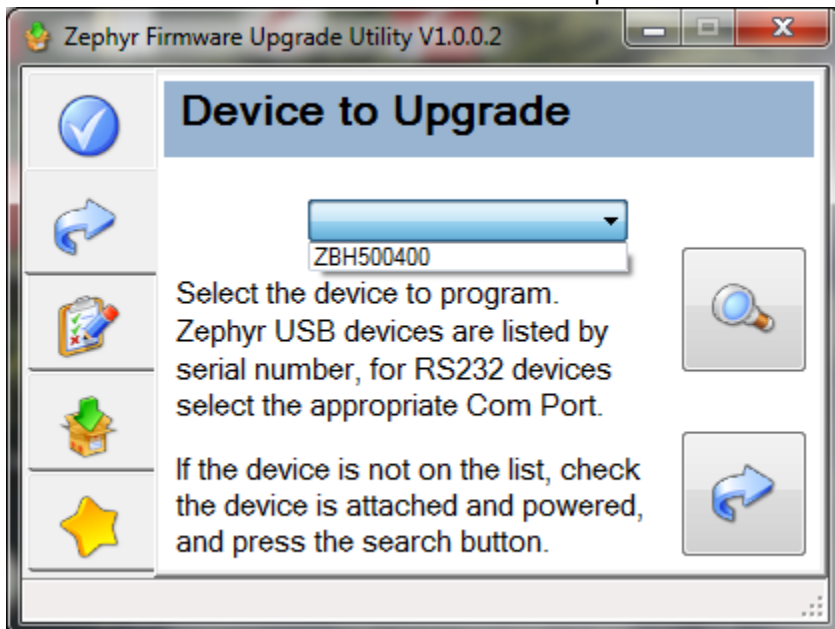 Zephyr Firmware Upgrade Utility V1.0.0.2
Device to Upgrade
ZBH500400
Select the device to program.
Zephyr USB devices are listed by
serial number, for RS232 devices
select the appropriate Com Port.
If the device is not on the list, check
the device is attached and powered,
and press the search button.